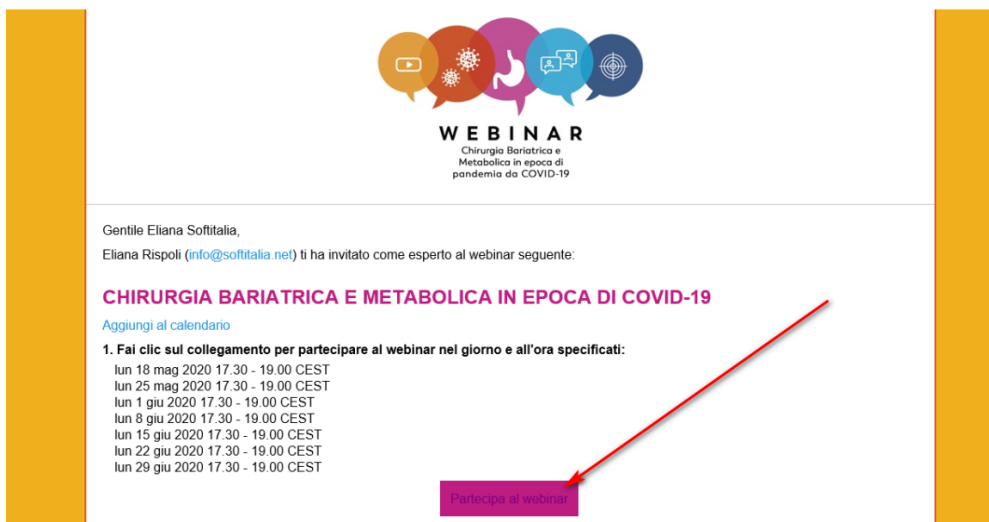 WEBINAR
Chirurgia Bariatrica e
Metabolica in epoca di
pandemia da COVID-19
Gentile Eliana Softitalia,
Eliana Rispoli (info@softitalia.net) ti ha invitato come esperto al webinar seguente:
CHIRURGIA BARIATRICA E METABOLICA IN EPOCA DI COVID-19
Aggiungi al calendario
1. Fai clic sul collegamento per partecipare al webinar nel giorno e all'ora specificati:
lun 18 mag 2020 17.30 - 19.00 CEST
lun 25 mag 2020 17.30 - 19.00 CEST
lun 1 giu 2020 17.30 - 19.00 CEST
lun 8 giu 2020 17.30 - 19.00 CEST
lun 15 giu 2020 17.30 - 19.00 CEST
lun 22 giu 2020 17.30 - 19.00 CEST
lun 29 giu 2020 17.30 - 19.00 CEST
Partecipa al webinar